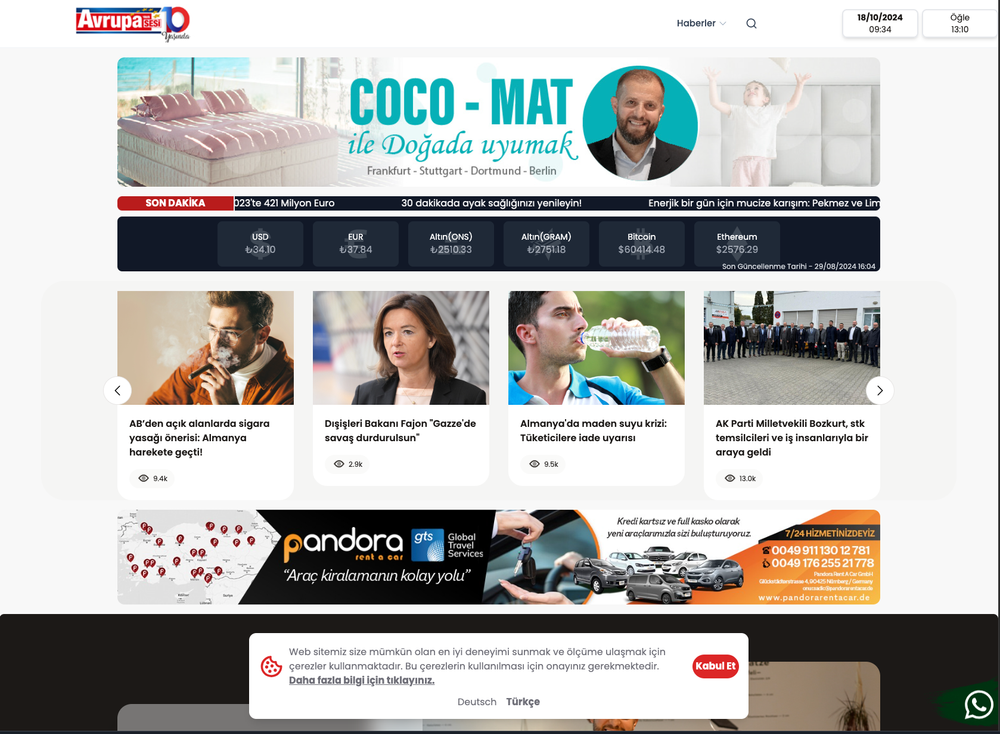 Avrupa
SESİ
10
Yaşında
Haberler
18/10/2024
09:34
Öğle
13:10
COCO - MAT
ile Doğada uyumak
Frankfurt - Stuttgart - Dortmund - Berlin
SON DAKİKA
023'te 421 Milyon Euro
30 dakikada ayak sağlığınızı yenileyin!
Enerjik bir gün için mucize karışım: Pekmez ve Lim
USD
₺34.10
EUR
₺37.84
Altın(ONS)
₺2510.33
Altın(GRAM)
₺2751.18
Bitcoin
$60414.48
Ethereum
$2576.29
Son Güncellenme Tarihi - 29/08/2024 16:04
AB’den açık alanlarda sigara
yasağı önerisi: Almanya
harekete geçti!
9.4k
Dışişleri Bakanı Fajon "Gazze'de
savaş durdurulsun"
2.9k
Almanya'da maden suyu krizi:
Tüketicilere iade uyarısı
9.5k
AK Parti Milletvekili Bozkurt, stk
temsilcileri ve iş insanlarıyla bir
araya geldi
13.0k
pandora
rent a car
gts
Global
Travel
Services
“Araç kiralamanın kolay yolu”
Kredi kartsız ve full kasko olarak
yeni araçlarımızla sizi buluşturuyoruz.
7/24 HİZMETİNİZDEYİZ
0049 911 130 12 781
0049 176 255 21 778
Pandora Rent A Car GmbH
www.pandorarentacar.de
Web sitemiz size mümkün olan en iyi deneyimi sunmak ve ölçüme ulaşmak için
çerezler kullanmaktadır. Bu çerezlerin kullanılması için onayınız gerekmektedir.
Daha fazla bilgi için tıklayınız.
Kabul Et
Deutsch
Türkçe